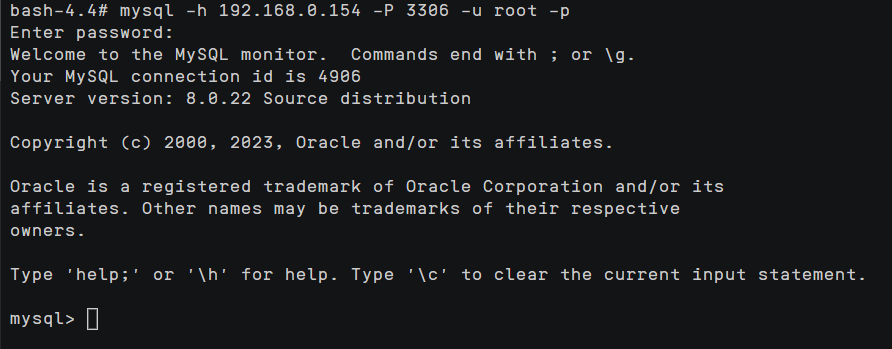 bash-4.4# mysql -h 192.168.0.154 -P 3306 -u root -p
Enter password:
Welcome to the MySQL monitor.  Commands end with ; or \g.
Your MySQL connection id is 4906
Server version: 8.0.22 Source distribution

Copyright (c) 2000, 2023, Oracle and/or its affiliates.

Oracle is a registered trademark of Oracle Corporation and/or its
affiliates. Other names may be trademarks of their respective
owners.

Type 'help;' or '\h' for help. Type '\c' to clear the current input statement.

mysql>